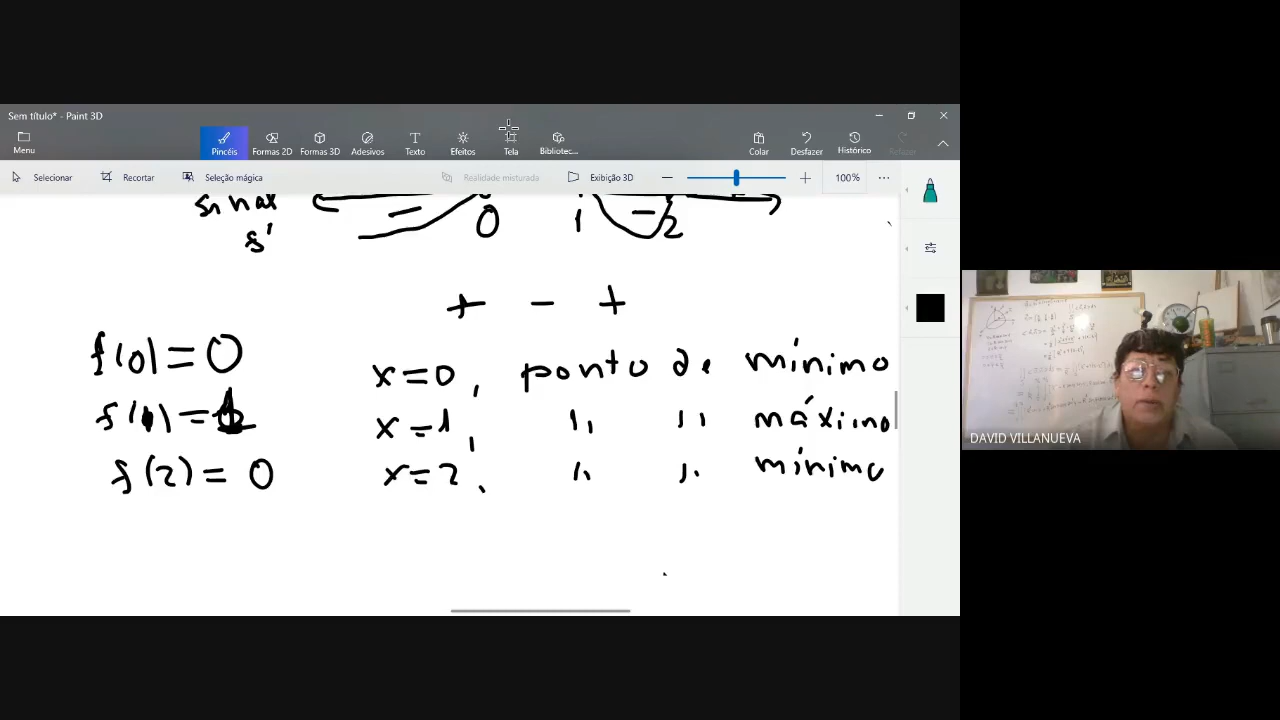 Sem título* - Paint 3D
Menu
Pincéis Formas 2D Formas 3D Adesivos Texto Efeitos Tela Bibliotec... Colar Desfazer Histórico Refazer
Selecionar Recortar Seleção mágica Realidade misturada Exibição 3D 100%
sinal
f'
− 0 1 − 2
+ − +
f(0) = 0
x = 0, ponto de mínimo
f(1) = 1
x = 1, ,, ,, máximo
f(2) = 0
x = 2, ,, ,, mínimo
DAVID VILLANUEVA